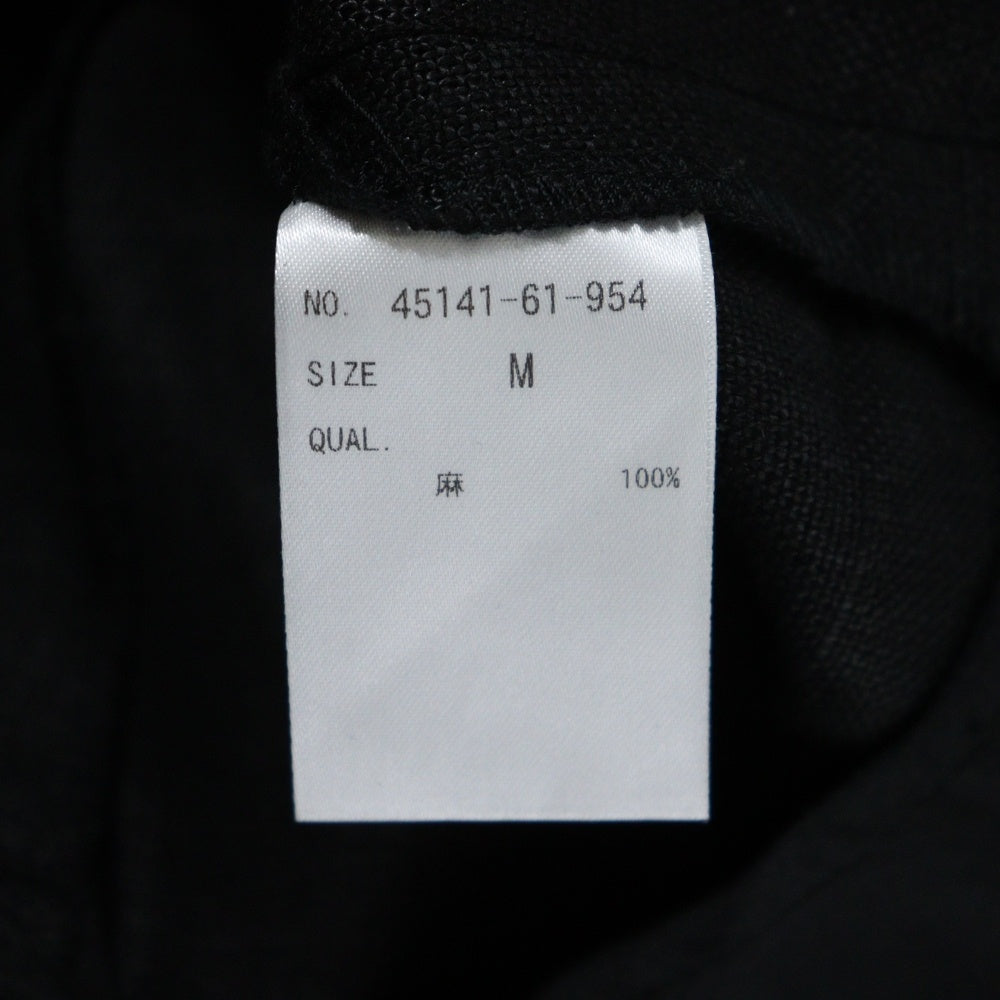 NO. 45141-61-954
SIZE M
QUAL.
麻 100%